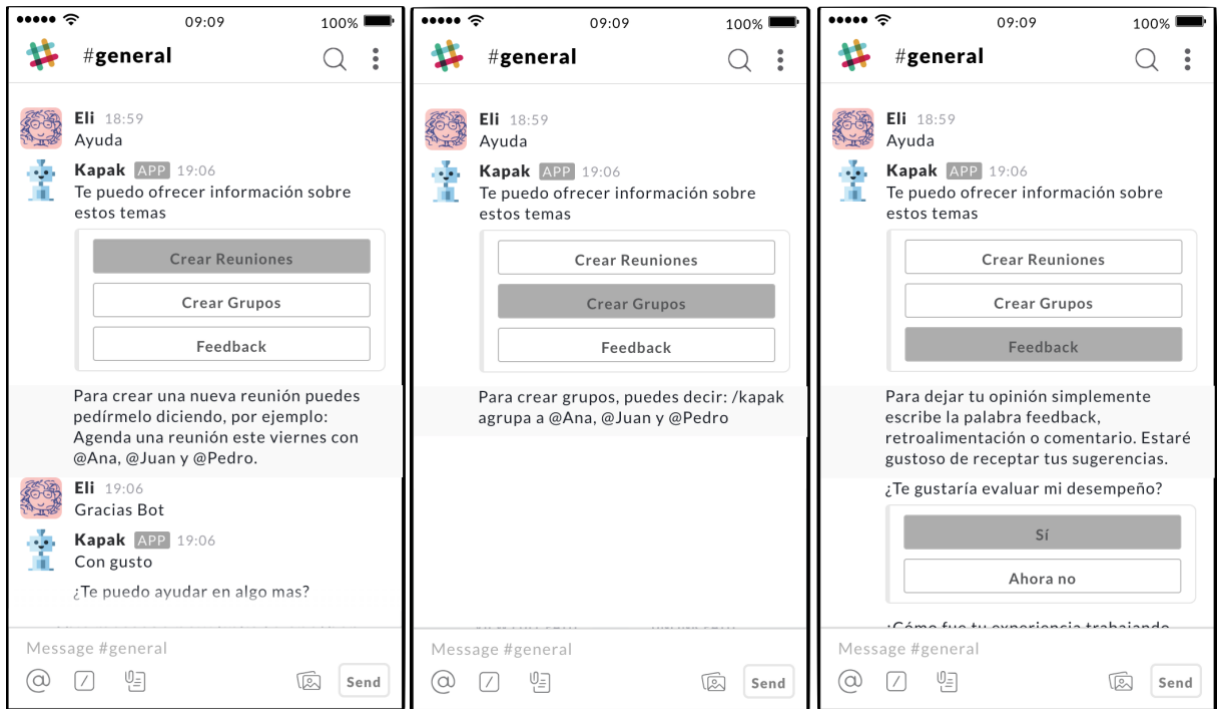 09:09 100%
#general
Eli 18:59
Ayuda
Kapak APP 19:06
Te puedo ofrecer información sobre
estos temas
Crear Reuniones
Crear Grupos
Feedback
Para crear una nueva reunión puedes
pedírmelo diciendo, por ejemplo:
Agenda una reunión este viernes con
@Ana, @Juan y @Pedro.
Eli 19:06
Gracias Bot
Kapak APP 19:06
Con gusto
¿Te puedo ayudar en algo mas?
Message #general
Send
09:09 100%
#general
Eli 18:59
Ayuda
Kapak APP 19:06
Te puedo ofrecer información sobre
estos temas
Crear Reuniones
Crear Grupos
Feedback
Para crear grupos, puedes decir: /kapak
agrupa a @Ana, @Juan y @Pedro
Message #general
Send
09:09 100%
#general
Eli 18:59
Ayuda
Kapak APP 19:06
Te puedo ofrecer información sobre
estos temas
Crear Reuniones
Crear Grupos
Feedback
Para dejar tu opinión simplemente
escribe la palabra feedback,
retroalimentación o comentario. Estaré
gustoso de receptar tus sugerencias.
¿Te gustaría evaluar mi desempeño?
Sí
Ahora no
¿Cómo fue tu experiencia trabajando
Message #general
Send